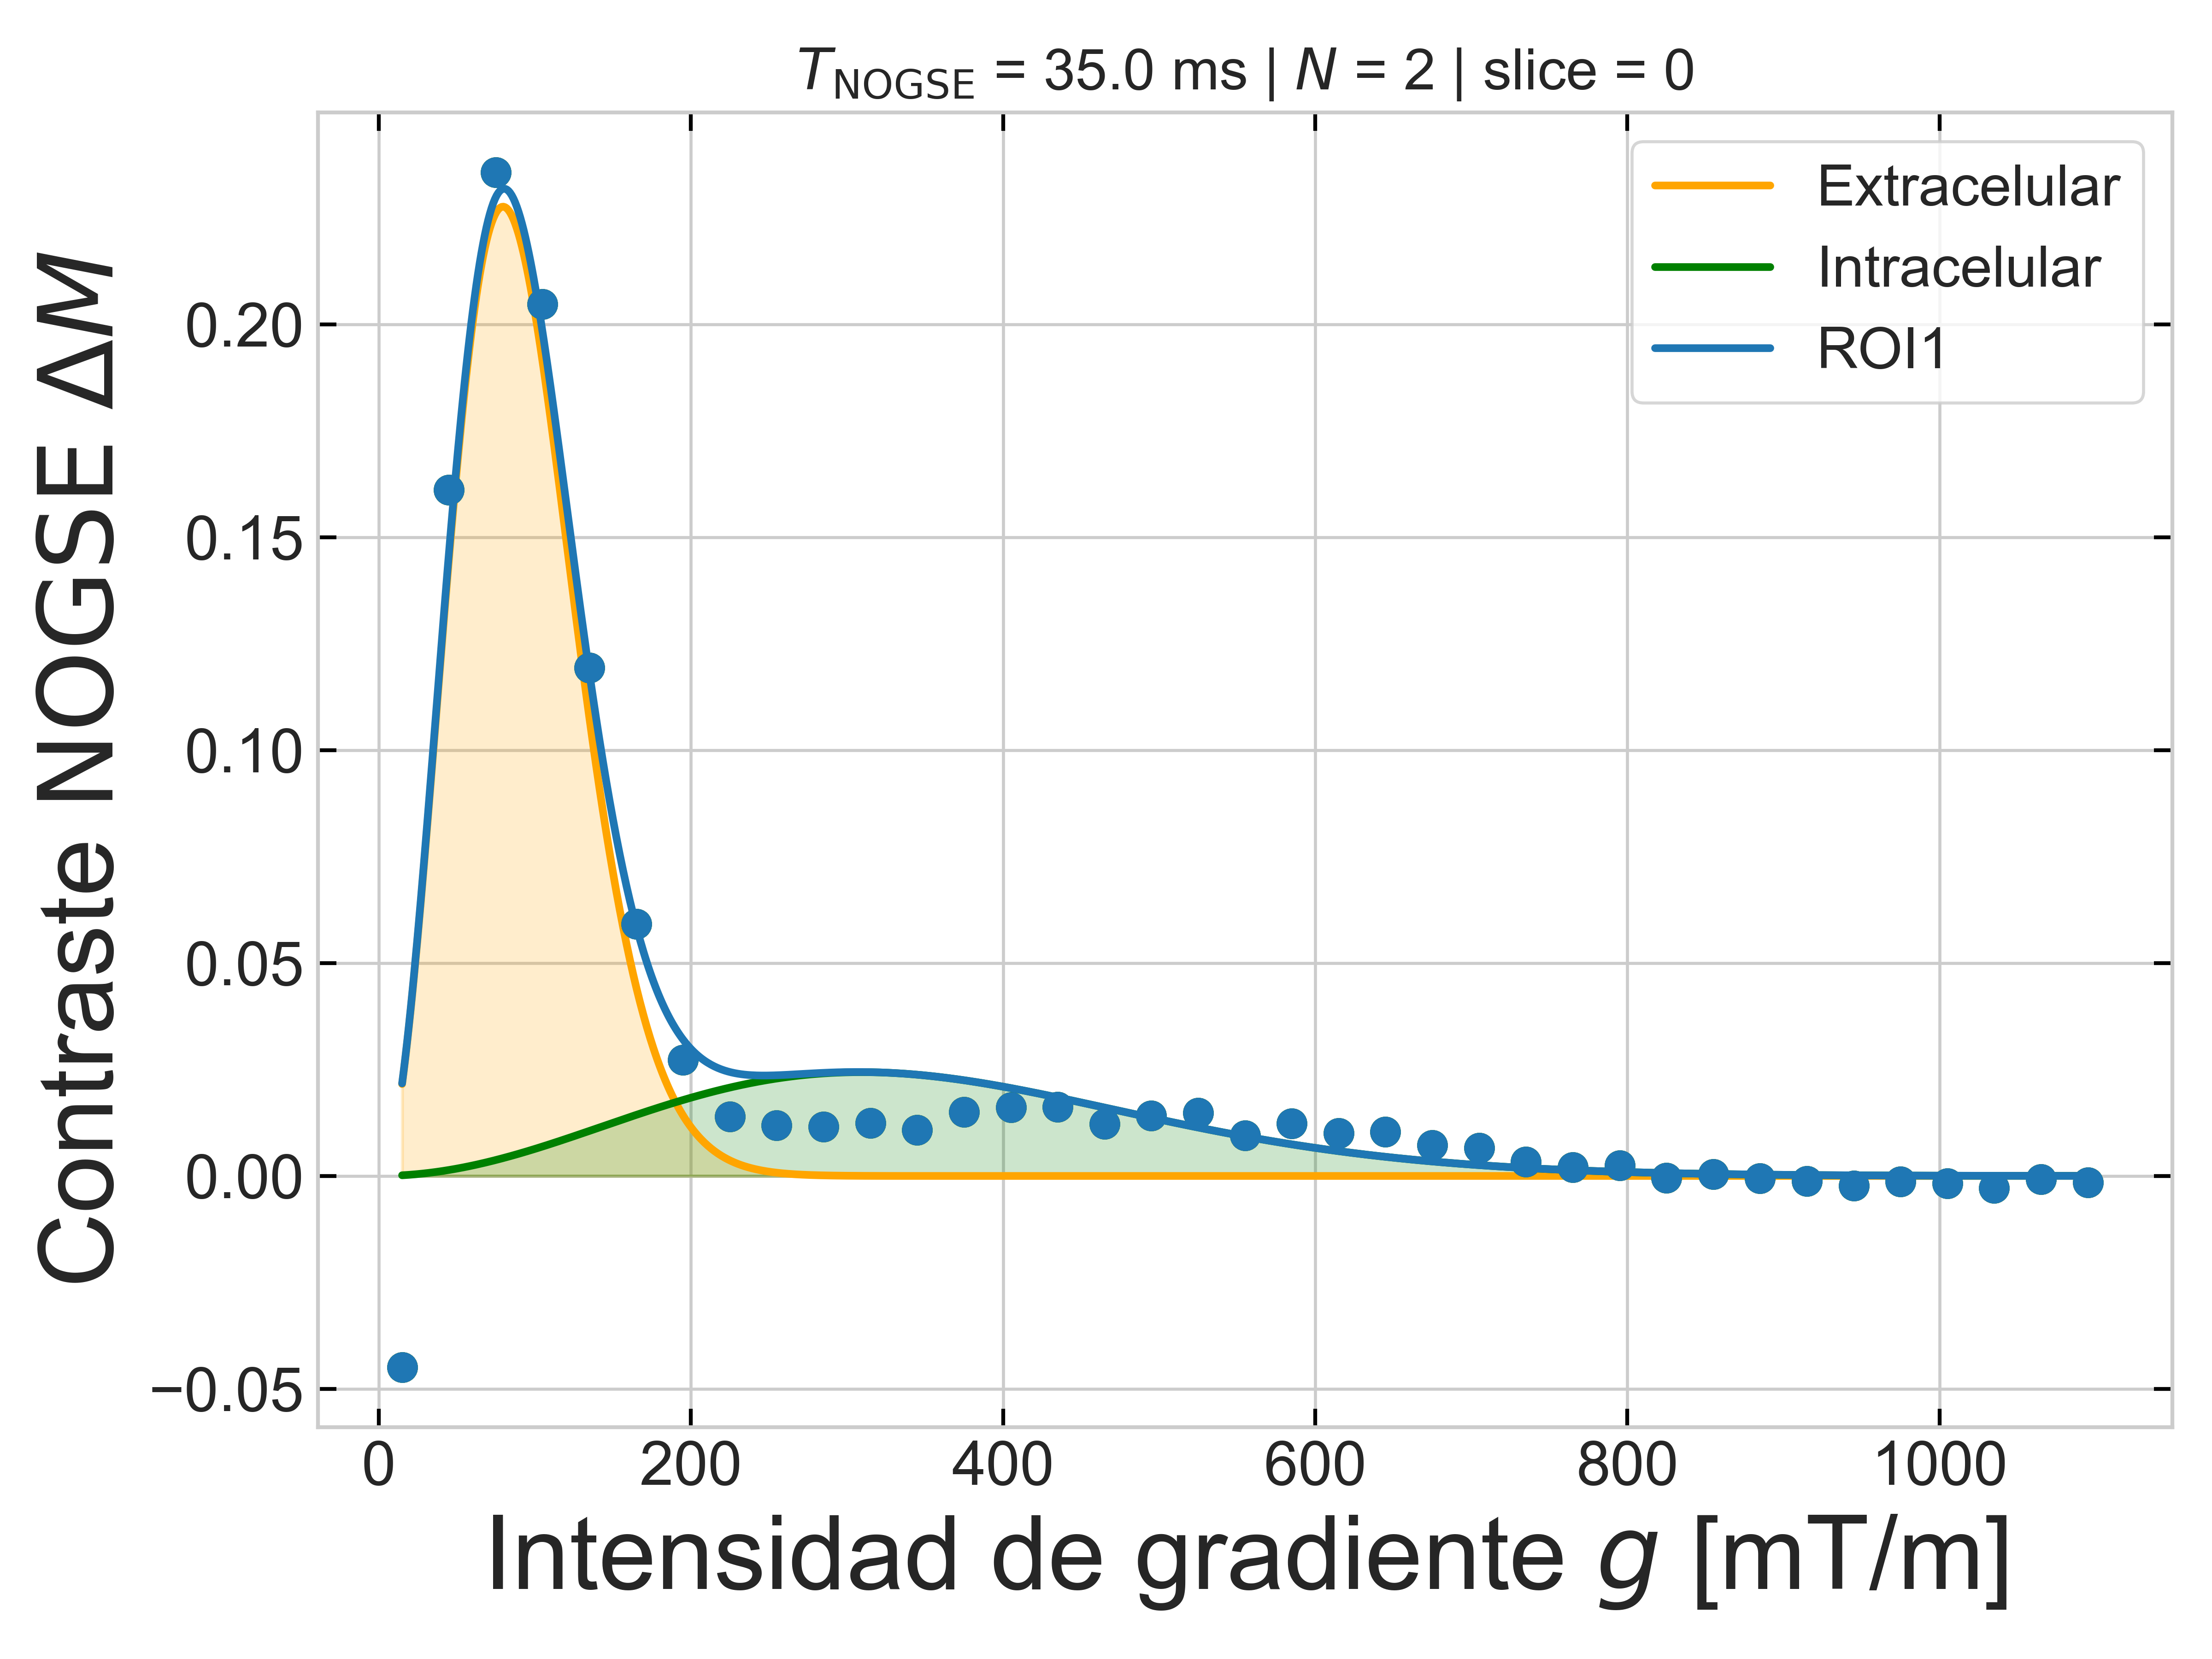 T_NOGSE = 35.0 ms | N = 2 | slice = 0
Extracelular
Intracelular
ROI1
Contraste NOGSE ΔM
0.20
0.15
0.10
0.05
0.00
−0.05
0 200 400 600 800 1000
Intensidad de gradiente g [mT/m]